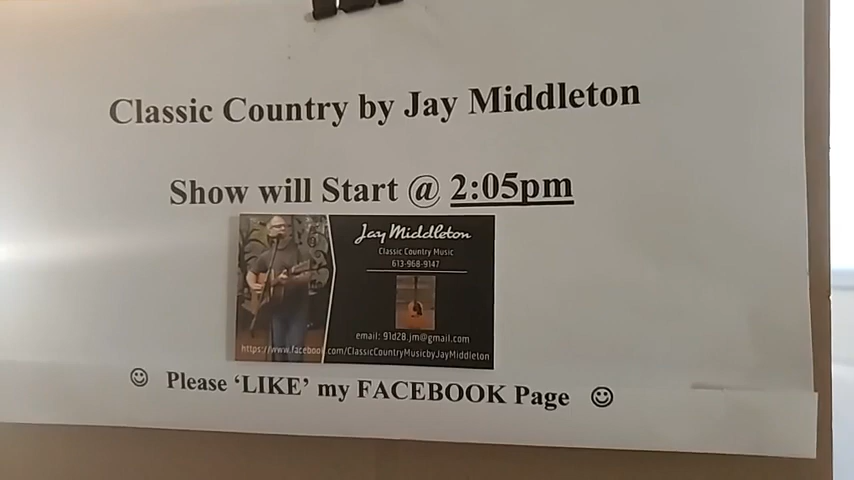 Classic Country by Jay Middleton
Show will Start @ 2:05pm
Jay Middleton
Classic Country Music
613-968-9147
email: 91d28.jm@gmail.com
https://www.facebook.com/ClassicCountryMusicbyJayMiddleton
☺ Please ‘LIKE’ my FACEBOOK Page ☺